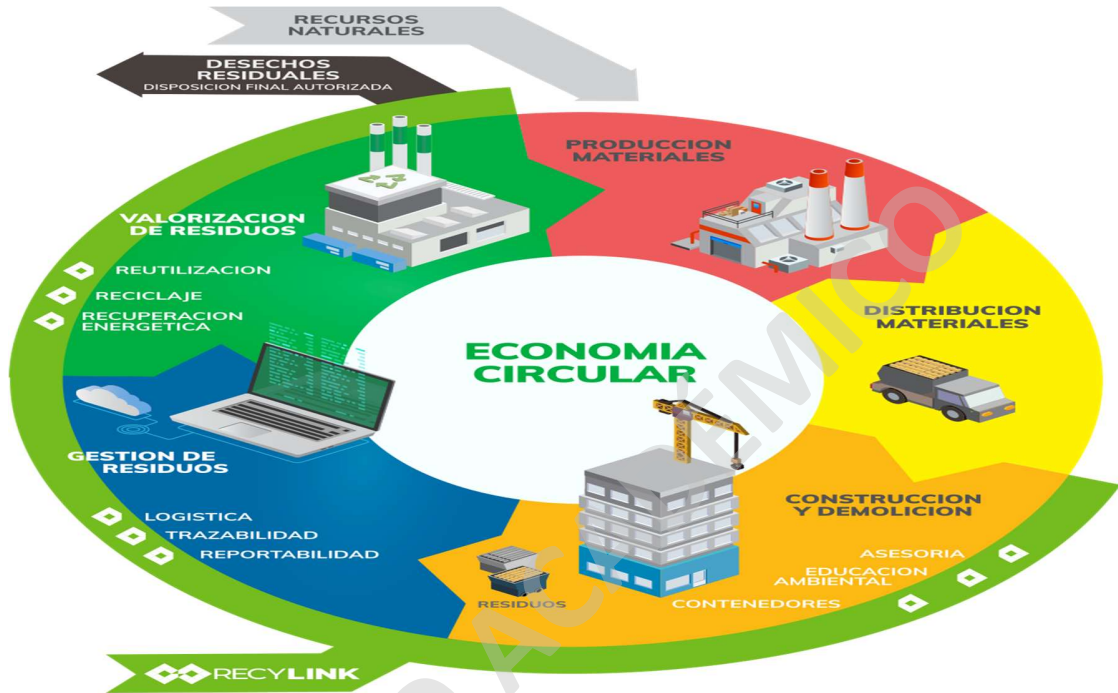 RECURSOS
NATURALES
DESECHOS
RESIDUALES
DISPOSICION FINAL AUTORIZADA
PRODUCCION
MATERIALES
VALORIZACION
DE RESIDUOS
REUTILIZACION
RECICLAJE
RECUPERACION
ENERGETICA
DISTRIBUCION
MATERIALES
ECONOMIA
CIRCULAR
GESTION DE
RESIDUOS
LOGISTICA
TRAZABILIDAD
REPORTABILIDAD
CONSTRUCCION
Y DEMOLICION
ASESORIA
EDUCACION
AMBIENTAL
CONTENEDORES
RESIDUOS
RECYLINK
ACADÉMICO